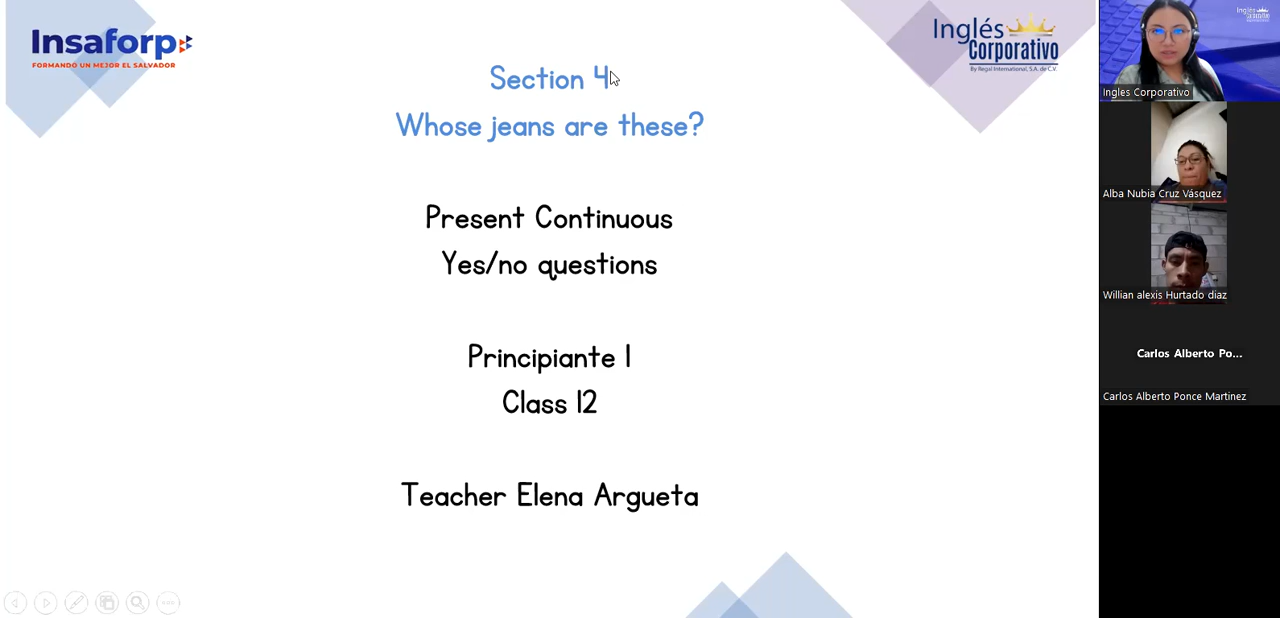 Insaforp
FORMANDO UN MEJOR EL SALVADOR
Inglés
Corporativo
By Regal International, S.A. de C.V.
Section 4
Whose jeans are these?
Present Continuous
Yes/no questions
Principiante 1
Class 12
Teacher Elena Argueta
Inglés
Corporativo
Ingles Corporativo
Alba Nubia Cruz Vásquez
Willian alexis Hurtado diaz
Carlos Alberto Po...
Carlos Alberto Ponce Martinez